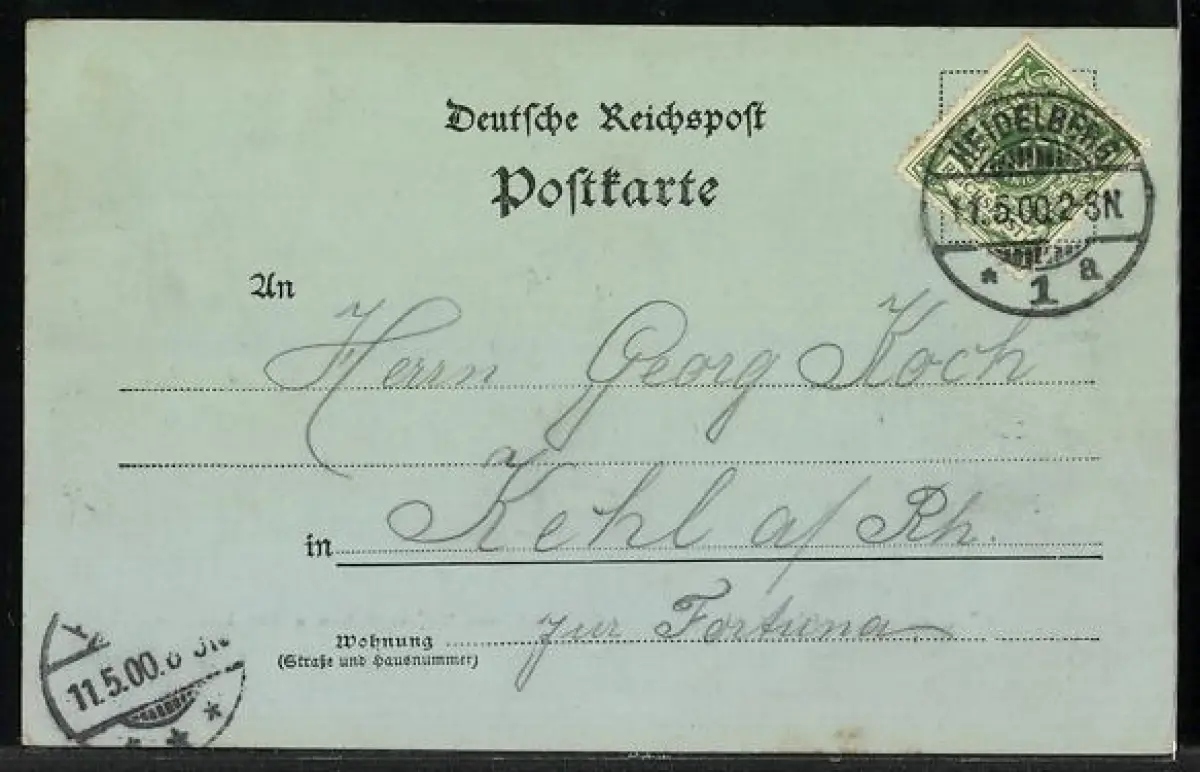 Deutsche Reichspost
Postkarte
HEIDELBERG
11.5.00.2-3N
* 1 a
An
Herrn Georg Koch
in Kehl a/Rh.
Wohnung zur Fortuna
(Straße und Hausnummer)
11.5.00.